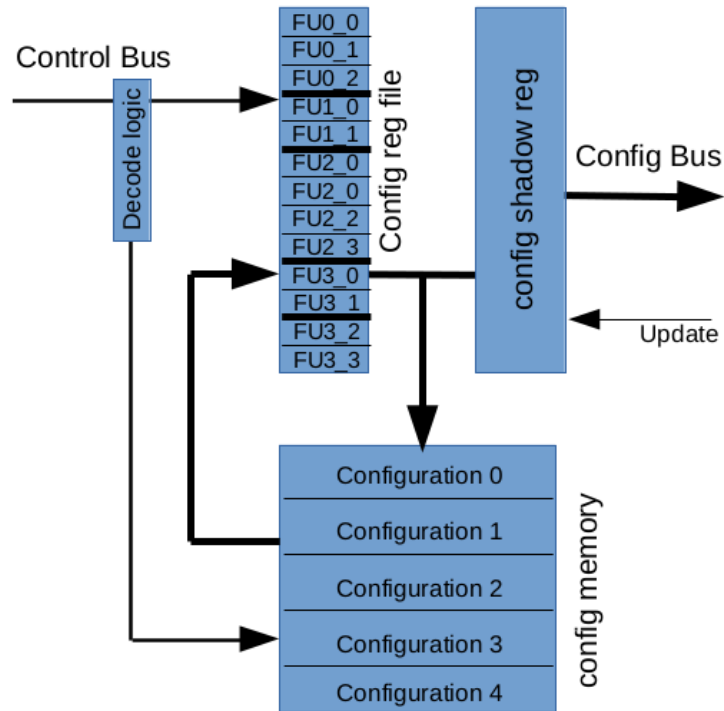 Control Bus
Decode logic
FU0_0
FU0_1
FU0_2
FU1_0
FU1_1
FU2_0
FU2_0
FU2_2
FU2_3
FU3_0
FU3_1
FU3_2
FU3_3
Config reg file
config shadow reg
Config Bus
Update
Configuration 0
Configuration 1
Configuration 2
Configuration 3
Configuration 4
config memory